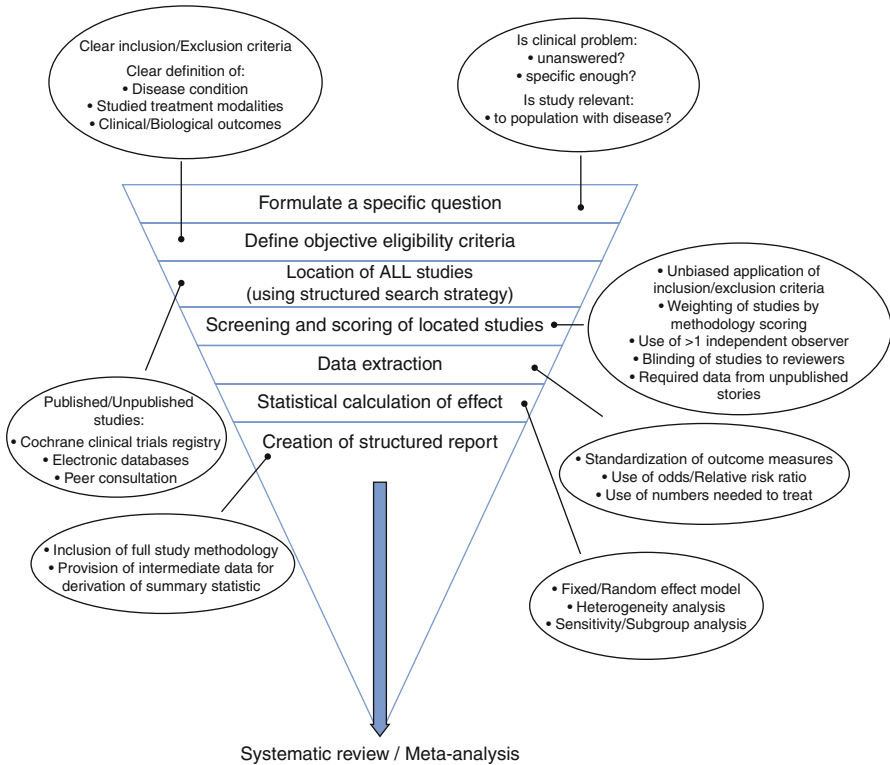 Clear inclusion/Exclusion criteria
Clear definition of:
• Disease condition
• Studied treatment modalities
• Clinical/Biological outcomes
Is clinical problem:
• unanswered?
• specific enough?
Is study relevant:
• to population with disease?
Formulate a specific question
Define objective eligibility criteria
Location of ALL studies
(using structured search strategy)
Screening and scoring of located studies
Data extraction
Statistical calculation of effect
Creation of structured report
• Unbiased application of
inclusion/exclusion criteria
• Weighting of studies by
methodology scoring
• Use of >1 independent observer
• Blinding of studies to reviewers
• Required data from unpublished
stories
Published/Unpublished
studies:
• Cochrane clinical trials registry
• Electronic databases
• Peer consultation
• Standardization of outcome measures
• Use of odds/Relative risk ratio
• Use of numbers needed to treat
• Inclusion of full study methodology
• Provision of intermediate data for
derivation of summary statistic
• Fixed/Random effect model
• Heterogeneity analysis
• Sensitivity/Subgroup analysis
Systematic review / Meta-analysis